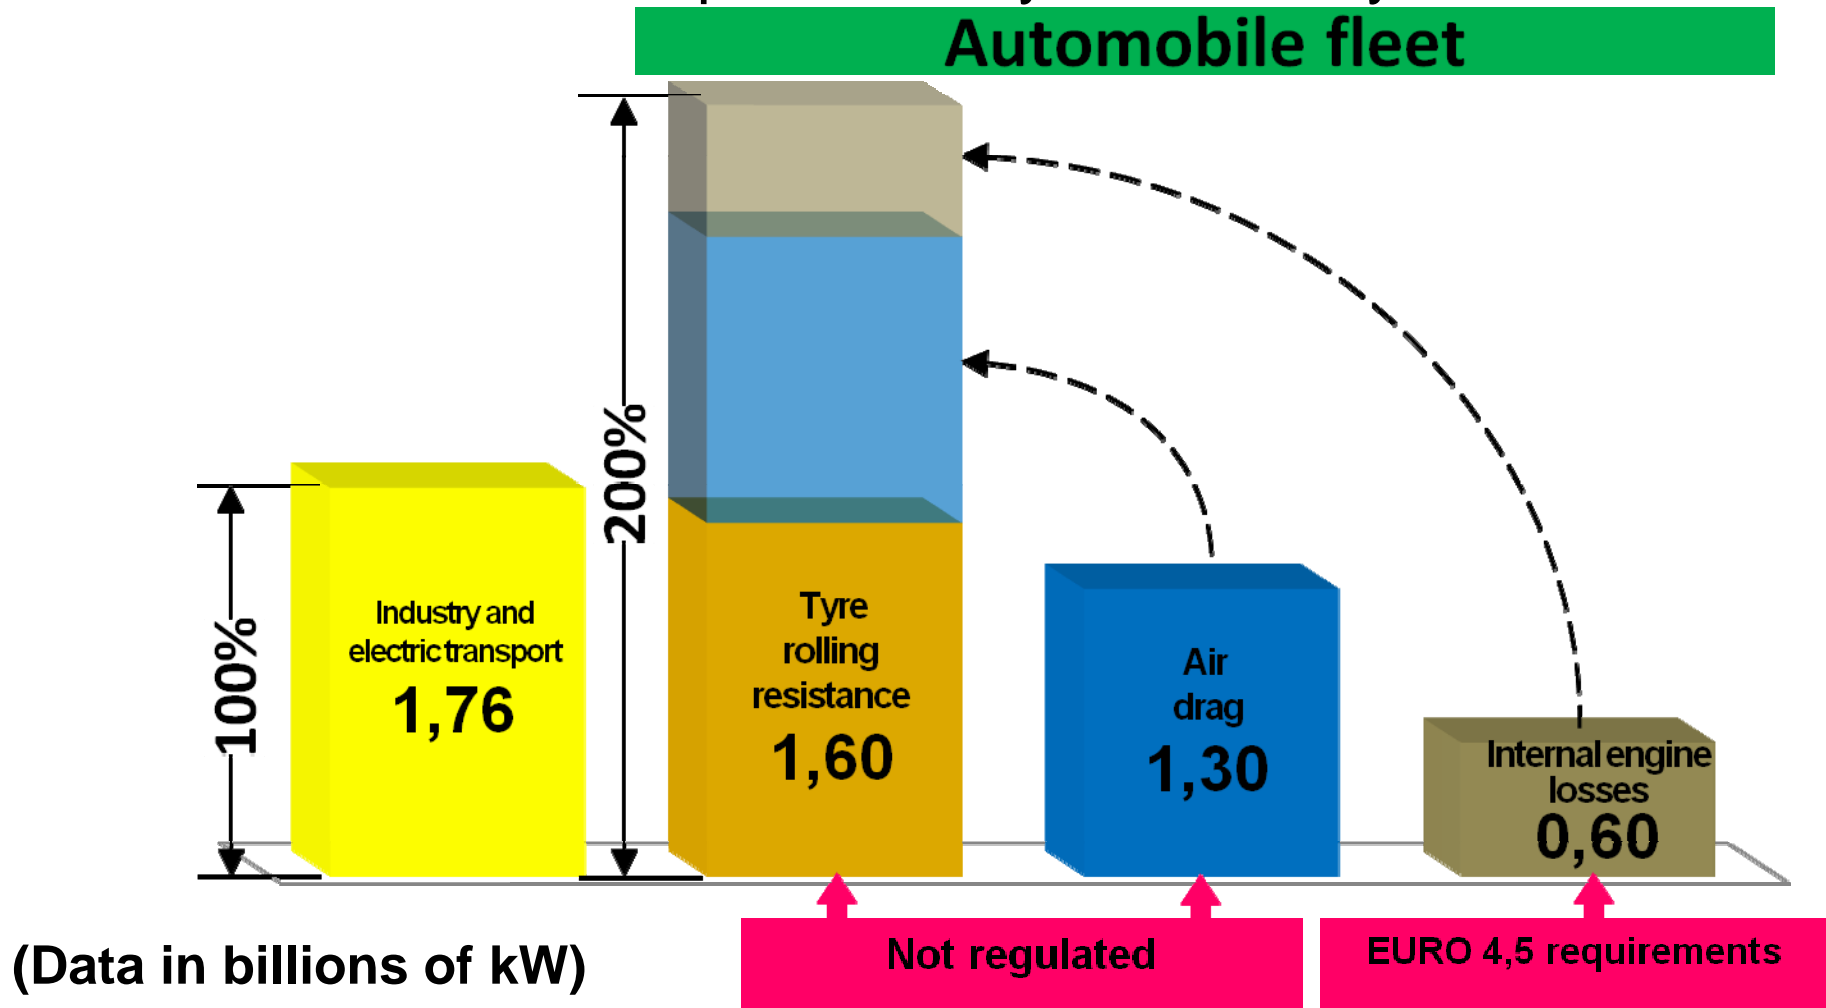 Automobile fleet
200%
100%
Industry and
electric transport
1,76
Tyre
rolling
resistance
1,60
Air
drag
1,30
Internal engine
losses
0,60
(Data in billions of kW)
Not regulated
EURO 4,5 requirements